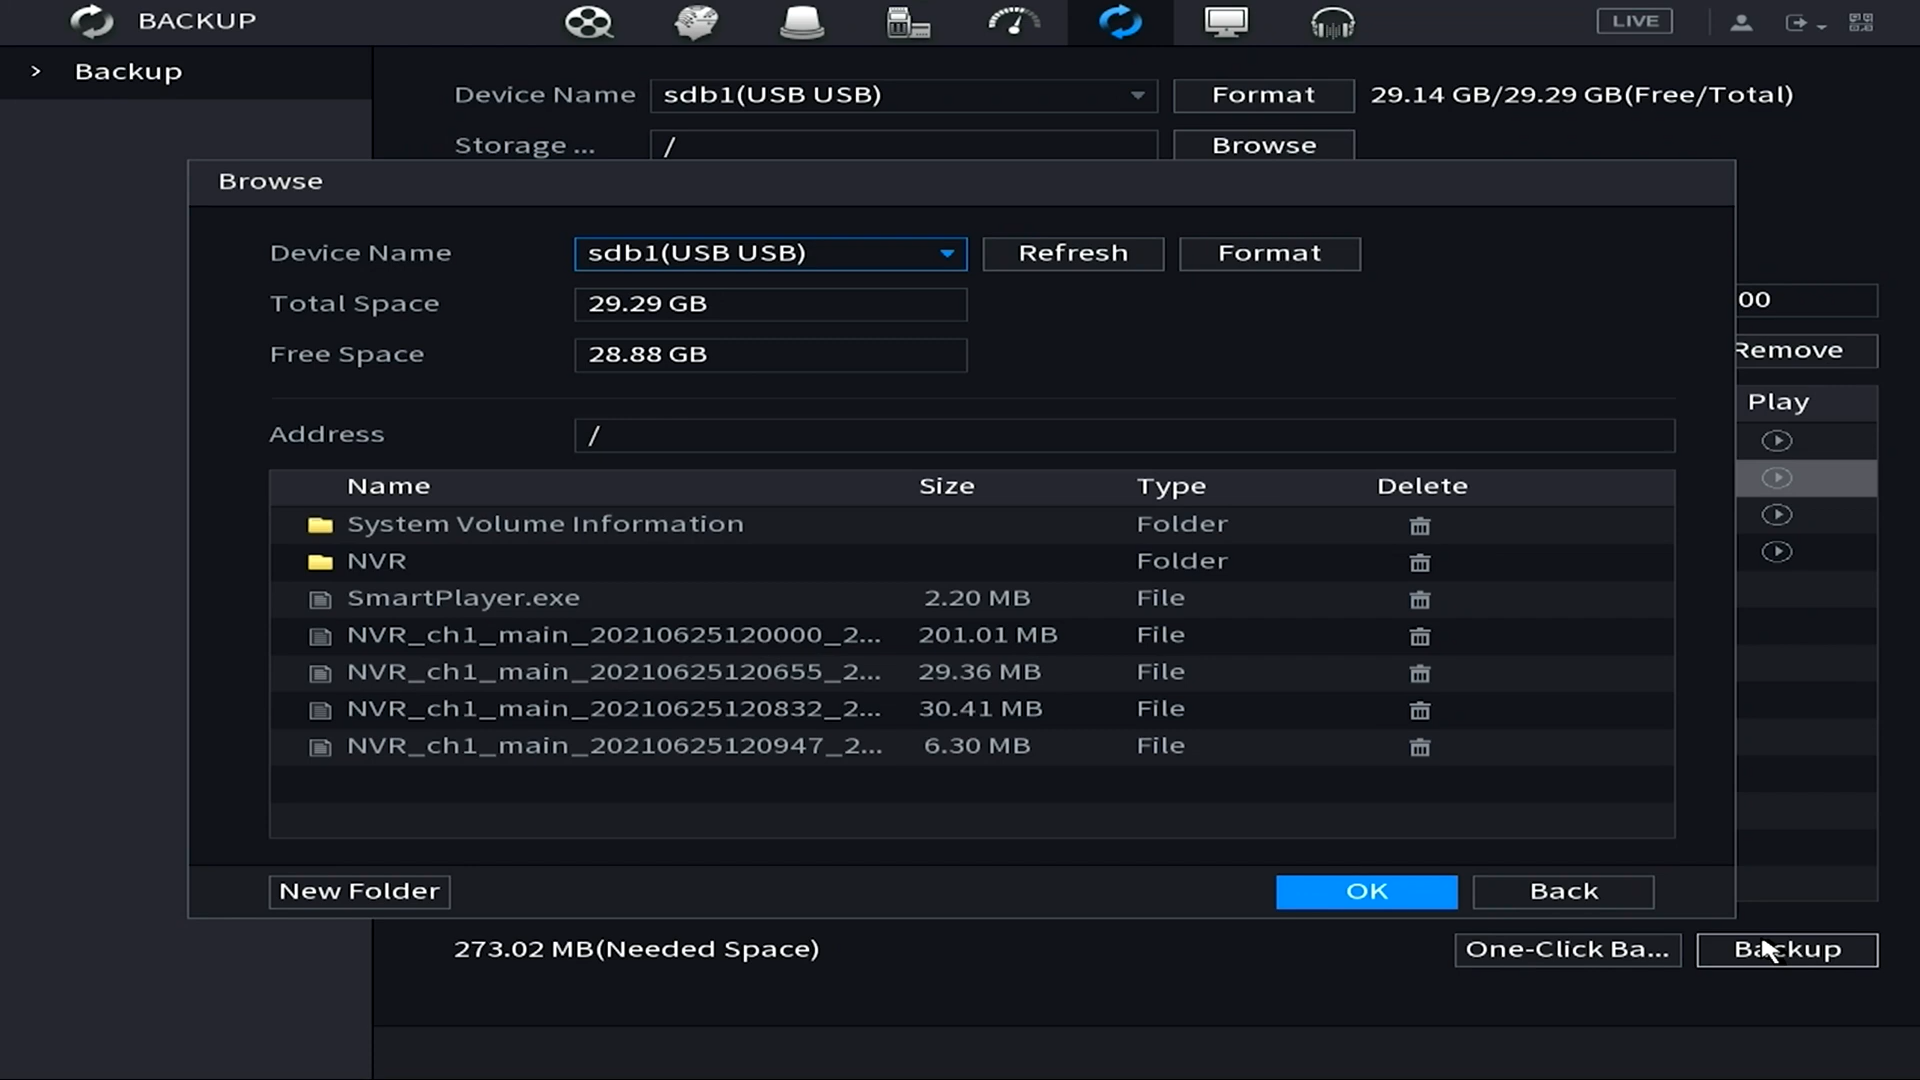 BACKUP
LIVE
> Backup
Device Name sdb1(USB USB) Format 29.14 GB/29.29 GB(Free/Total)
Storage ... / Browse
Browse
Device Name sdb1(USB USB) Refresh Format
Total Space 29.29 GB
Free Space 28.88 GB
Address /
Name Size Type Delete
System Volume Information Folder
NVR Folder
SmartPlayer.exe 2.20 MB File
NVR_ch1_main_20210625120000_2... 201.01 MB File
NVR_ch1_main_20210625120655_2... 29.36 MB File
NVR_ch1_main_20210625120832_2... 30.41 MB File
NVR_ch1_main_20210625120947_2... 6.30 MB File
New Folder OK Back
00
Remove
Play
273.02 MB(Needed Space) One-Click Ba... Backup